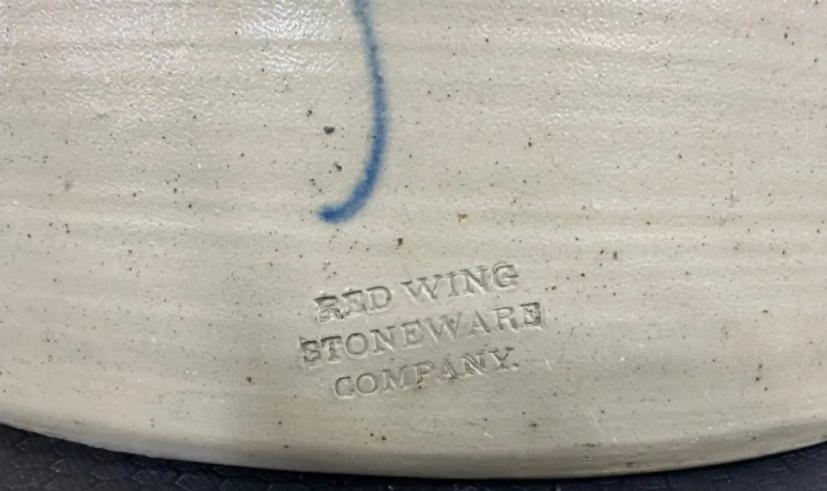 RED WING
STONEWARE
COMPANY.